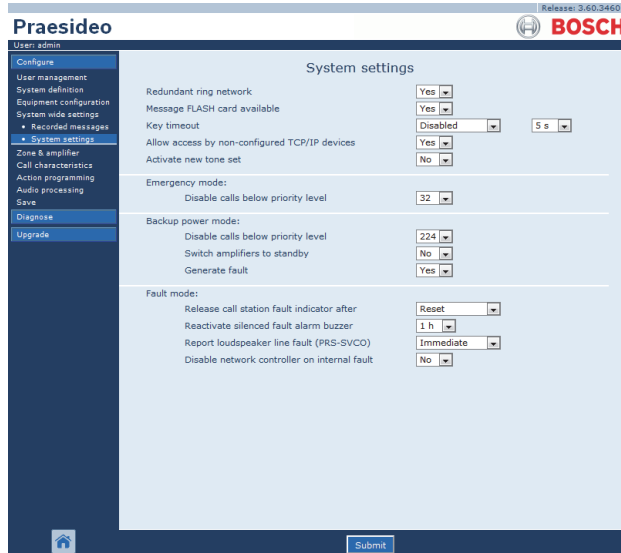 Release: 3.60.3460
Praesideo
BOSCH
User: admin
Configure
User management
System definition
Equipment configuration
System wide settings
• Recorded messages
• System settings
Zone & amplifier
Call characteristics
Action programming
Audio processing
Save
Diagnose
Upgrade
System settings
Redundant ring network Yes
Message FLASH card available Yes
Key timeout Disabled 5 s
Allow access by non-configured TCP/IP devices Yes
Activate new tone set No
Emergency mode:
Disable calls below priority level 32
Backup power mode:
Disable calls below priority level 224
Switch amplifiers to standby No
Generate fault Yes
Fault mode:
Release call station fault indicator after Reset
Reactivate silenced fault alarm buzzer 1 h
Report loudspeaker line fault (PRS-SVCO) Immediate
Disable network controller on internal fault No
Submit